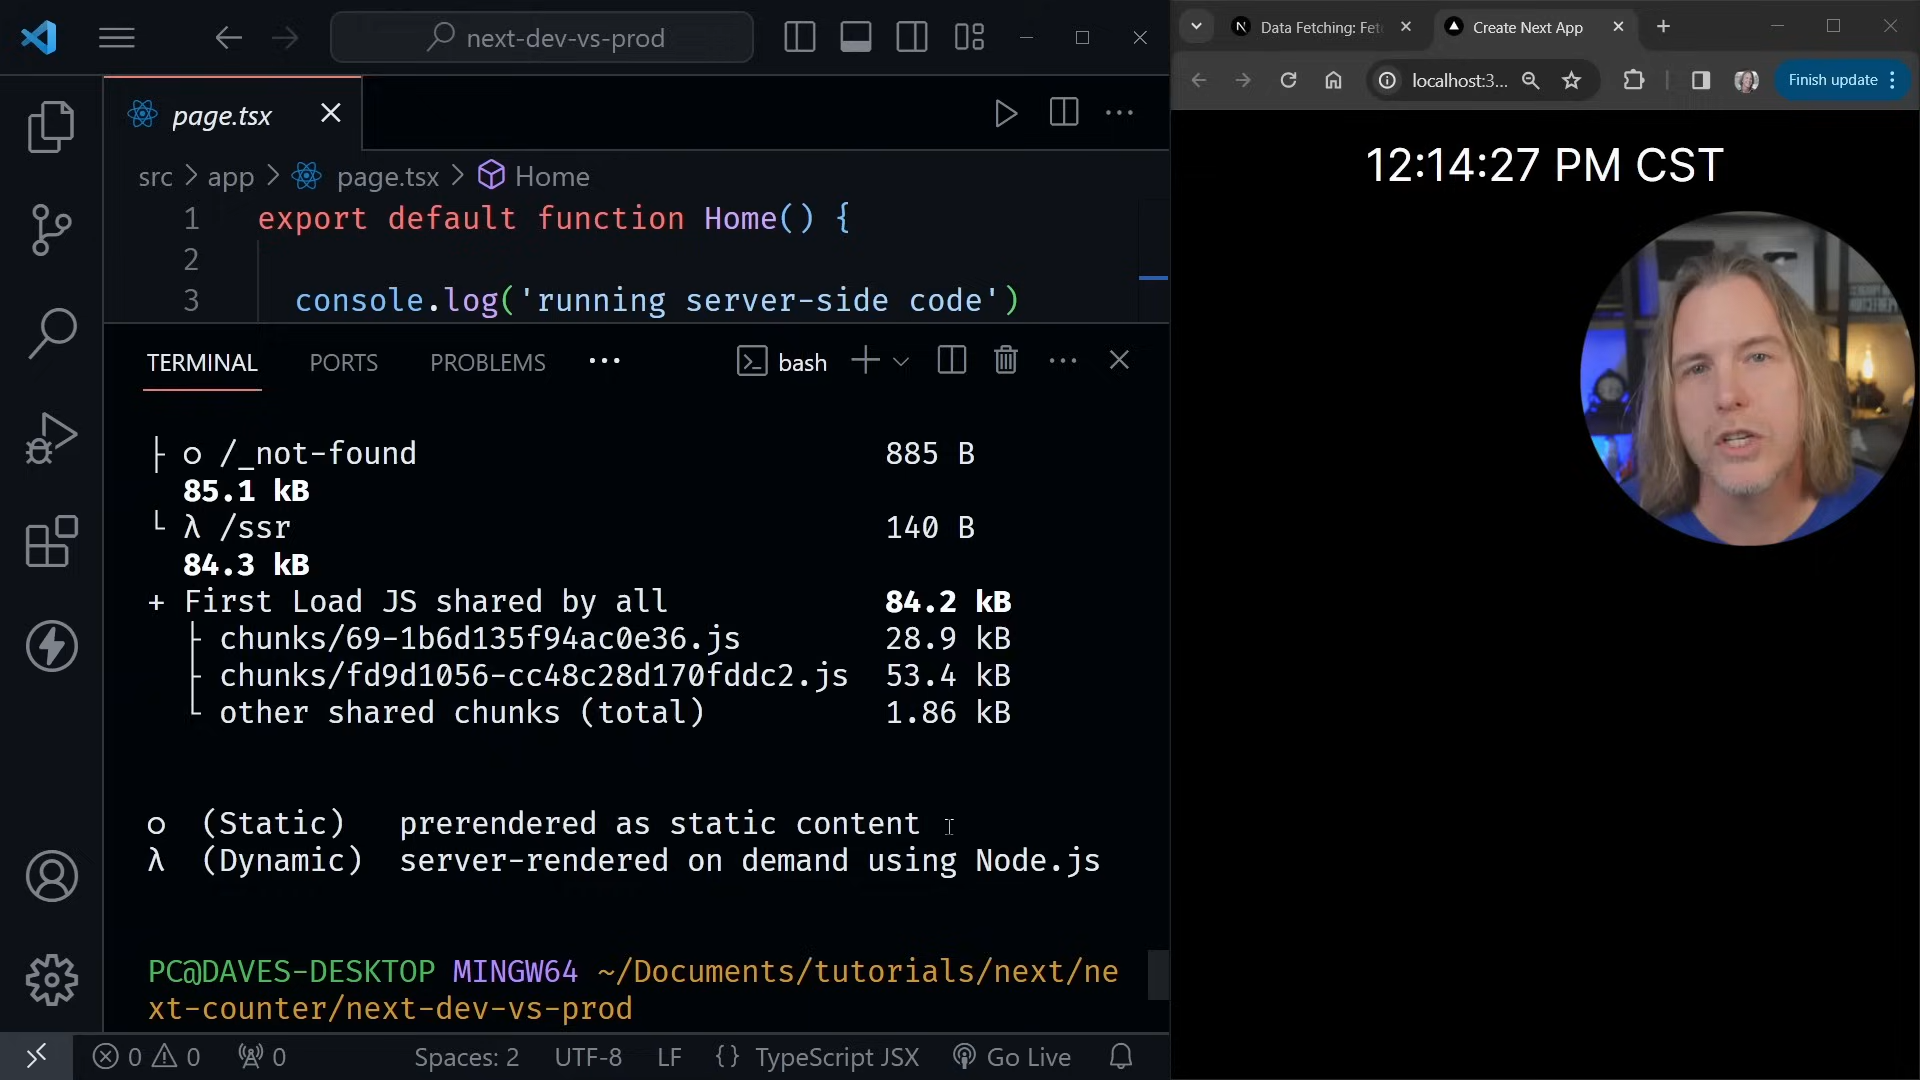 next-dev-vs-prod
page.tsx
src > app > page.tsx > Home
1 export default function Home() {
2
3 console.log('running server-side code')
TERMINAL PORTS PROBLEMS ··· bash
├ ○ /_not-found 885 B
85.1 kB
└ λ /ssr 140 B
84.3 kB
+ First Load JS shared by all 84.2 kB
├ chunks/69-1b6d135f94ac0e36.js 28.9 kB
├ chunks/fd9d1056-cc48c28d170fddc2.js 53.4 kB
└ other shared chunks (total) 1.86 kB
○ (Static) prerendered as static content
λ (Dynamic) server-rendered on demand using Node.js
PC@DAVES-DESKTOP MINGW64 ~/Documents/tutorials/next/ne
xt-counter/next-dev-vs-prod
0 0 0 Spaces: 2 UTF-8 LF {} TypeScript JSX Go Live
Data Fetching: Fet Create Next App
localhost:3... Finish update
12:14:27 PM CST